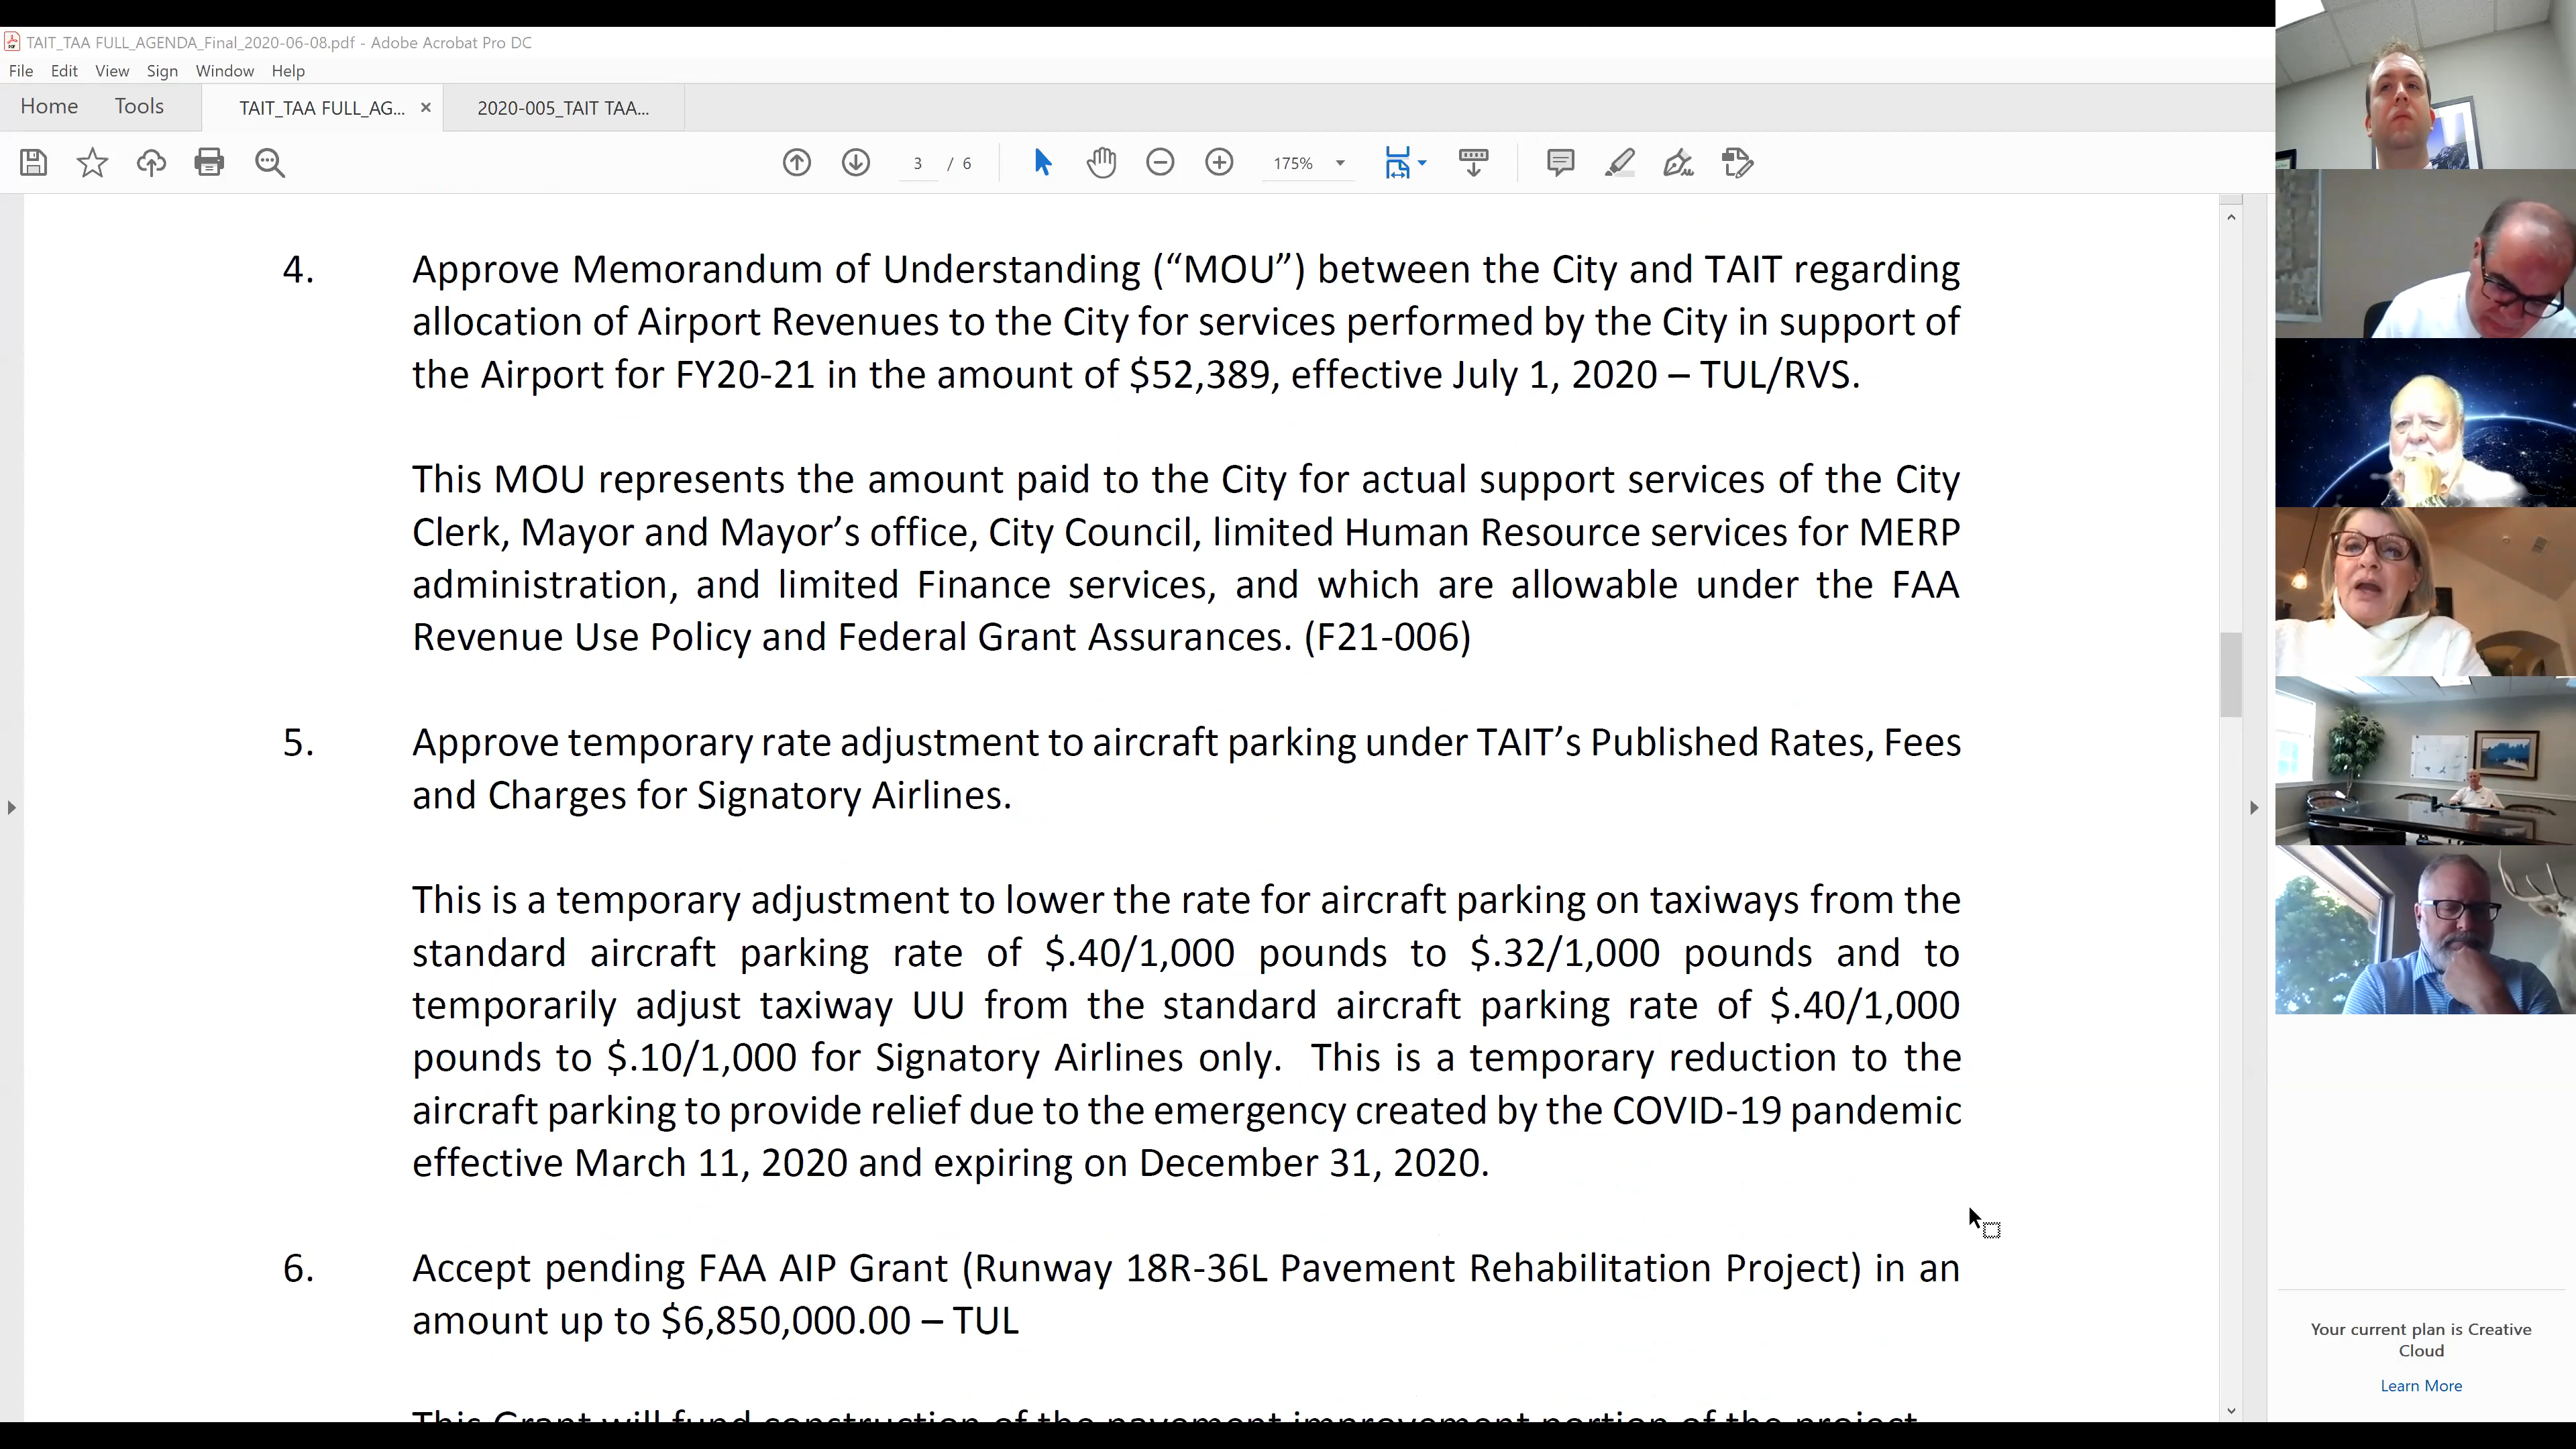 TAIT_TAA FULL_AGENDA_Final_2020-06-08.pdf - Adobe Acrobat Pro DC
File Edit View Sign Window Help
Home Tools TAIT_TAA FULL_AG... × 2020-005_TAIT TAA...
3 / 6 175%
4. Approve Memorandum of Understanding (“MOU”) between the City and TAIT regarding
allocation of Airport Revenues to the City for services performed by the City in support of
the Airport for FY20-21 in the amount of $52,389, effective July 1, 2020 – TUL/RVS.
This MOU represents the amount paid to the City for actual support services of the City
Clerk, Mayor and Mayor’s office, City Council, limited Human Resource services for MERP
administration, and limited Finance services, and which are allowable under the FAA
Revenue Use Policy and Federal Grant Assurances. (F21-006)
5. Approve temporary rate adjustment to aircraft parking under TAIT’s Published Rates, Fees
and Charges for Signatory Airlines.
This is a temporary adjustment to lower the rate for aircraft parking on taxiways from the
standard aircraft parking rate of $.40/1,000 pounds to $.32/1,000 pounds and to
temporarily adjust taxiway UU from the standard aircraft parking rate of $.40/1,000
pounds to $.10/1,000 for Signatory Airlines only. This is a temporary reduction to the
aircraft parking to provide relief due to the emergency created by the COVID-19 pandemic
effective March 11, 2020 and expiring on December 31, 2020.
6. Accept pending FAA AIP Grant (Runway 18R-36L Pavement Rehabilitation Project) in an
amount up to $6,850,000.00 – TUL
This Grant will fund construction of the pavement improvement portion of the project
Your current plan is Creative
Cloud
Learn More